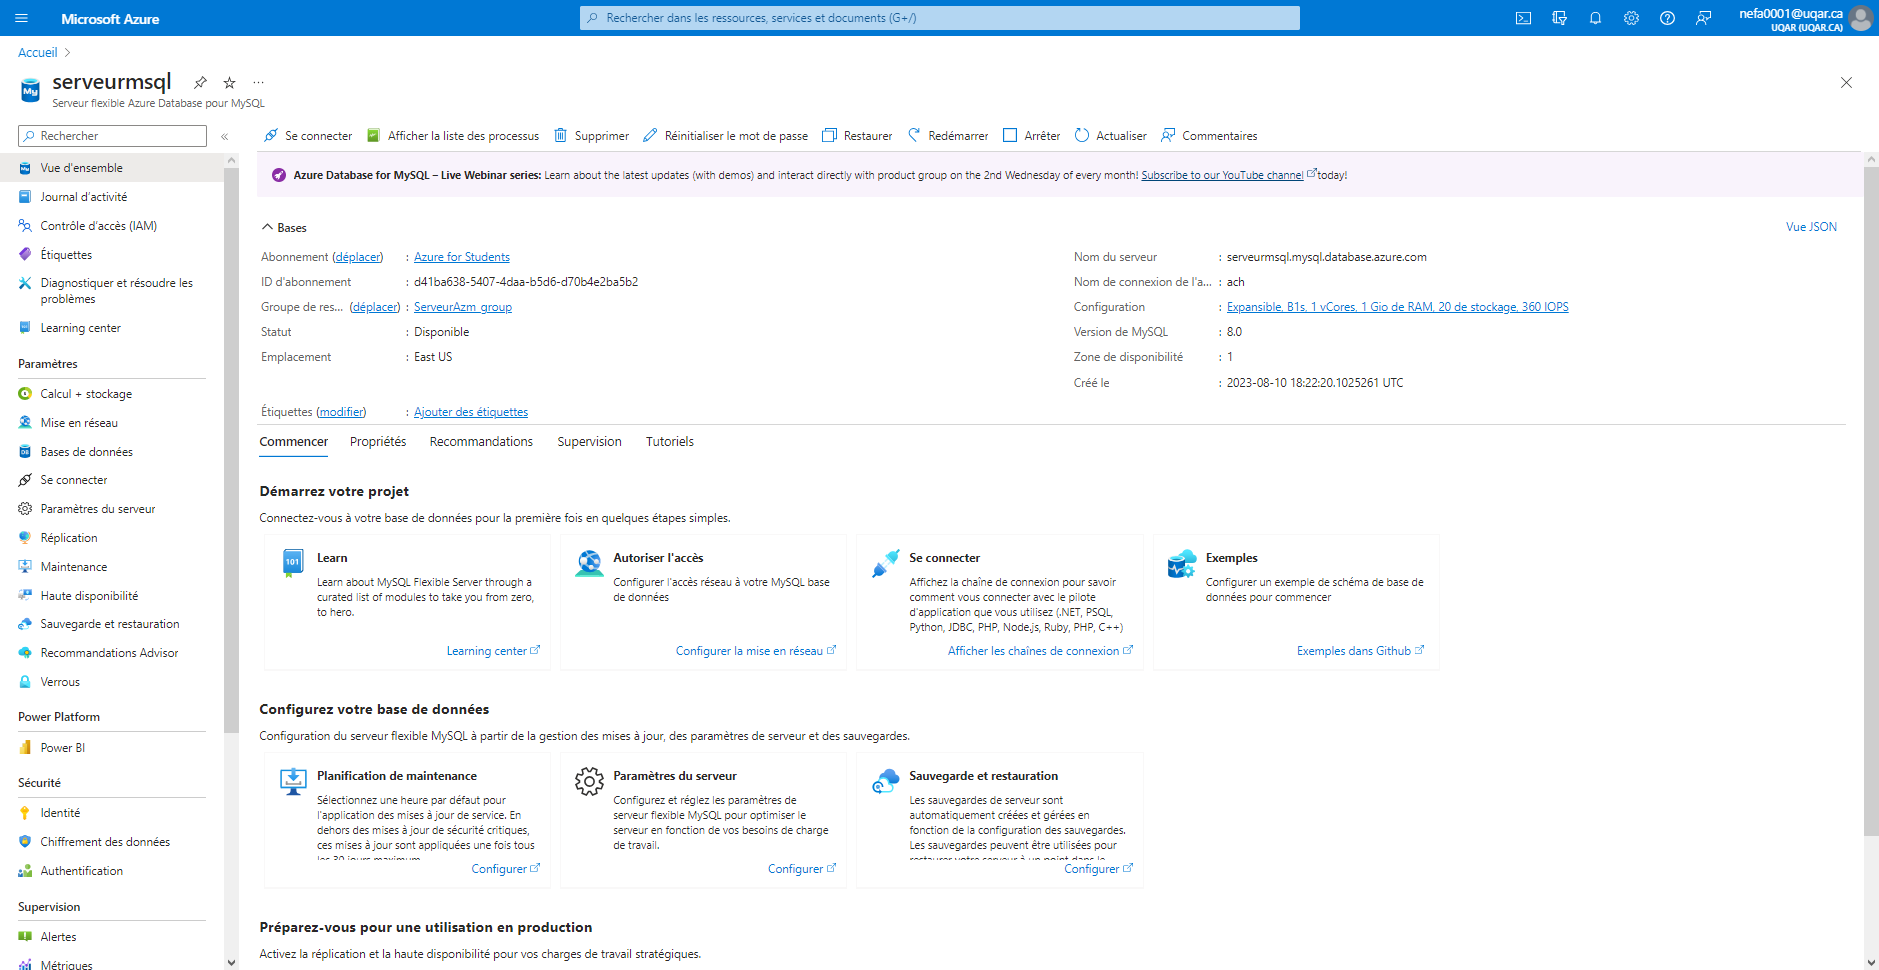 Microsoft Azure
Rechercher dans les ressources, services et documents (G+/)
nefa0001@uqar.ca
UQAR (UQAR.CA)
Accueil
serveurmsql
Serveur flexible Azure Database pour MySQL
Rechercher
Se connecter
Afficher la liste des processus
Supprimer
Réinitialiser le mot de passe
Restaurer
Redémarrer
Arrêter
Actualiser
Commentaires
Vue d'ensemble
Journal d'activité
Contrôle d'accès (IAM)
Étiquettes
Diagnostiquer et résoudre les
problèmes
Learning center
Paramètres
Calcul + stockage
Mise en réseau
Bases de données
Se connecter
Paramètres du serveur
Réplication
Maintenance
Haute disponibilité
Sauvegarde et restauration
Recommandations Advisor
Verrous
Power Platform
Power BI
Sécurité
Identité
Chiffrement des données
Authentification
Supervision
Alertes
Métriques
Azure Database for MySQL – Live Webinar series: Learn about the latest updates (with demos) and interact directly with product group on the 2nd Wednesday of every month! Subscribe to our YouTube channel today!
Bases
Vue JSON
Abonnement (déplacer) : Azure for Students
ID d'abonnement : d41ba638-5407-4daa-b5d6-d70b4e2ba5b2
Groupe de res... (déplacer) : ServeurAzm_group
Statut : Disponible
Emplacement : East US
Étiquettes (modifier) : Ajouter des étiquettes
Nom du serveur : serveurmsql.mysql.database.azure.com
Nom de connexion de l'a... : ach
Configuration : Expansible, B1s, 1 vCores, 1 Gio de RAM, 20 de stockage, 360 IOPS
Version de MySQL : 8.0
Zone de disponibilité : 1
Créé le : 2023-08-10 18:22:20.1025261 UTC
Commencer
Propriétés
Recommandations
Supervision
Tutoriels
Démarrez votre projet
Connectez-vous à votre base de données pour la première fois en quelques étapes simples.
Learn
Learn about MySQL Flexible Server through a
curated list of modules to take you from zero,
to hero.
Learning center
Autoriser l'accès
Configurer l'accès réseau à votre MySQL base
de données
Configurer la mise en réseau
Se connecter
Affichez la chaîne de connexion pour savoir
comment vous connecter avec le pilote
d'application que vous utilisez (.NET, PSQL,
Python, JDBC, PHP, Node.js, Ruby, PHP, C++)
Afficher les chaînes de connexion
Exemples
Configurer un exemple de schéma de base de
données pour commencer
Exemples dans Github
Configurez votre base de données
Configuration du serveur flexible MySQL à partir de la gestion des mises à jour, des paramètres de serveur et des sauvegardes.
Planification de maintenance
Sélectionnez une heure par défaut pour
l'application des mises à jour de service. En
dehors des mises à jour de sécurité critiques,
ces mises à jour sont appliquées une fois tous
les 30 jours maximum.
Configurer
Paramètres du serveur
Configurez et réglez les paramètres de
serveur flexible MySQL pour optimiser le
serveur en fonction de vos besoins de charge
de travail.
Configurer
Sauvegarde et restauration
Les sauvegardes de serveur sont
automatiquement créées et gérées en
fonction de la configuration des sauvegardes.
Les sauvegardes peuvent être utilisées pour
restaurer votre serveur à un point dans le
Configurer
Préparez-vous pour une utilisation en production
Activez la réplication et la haute disponibilité pour vos charges de travail stratégiques.